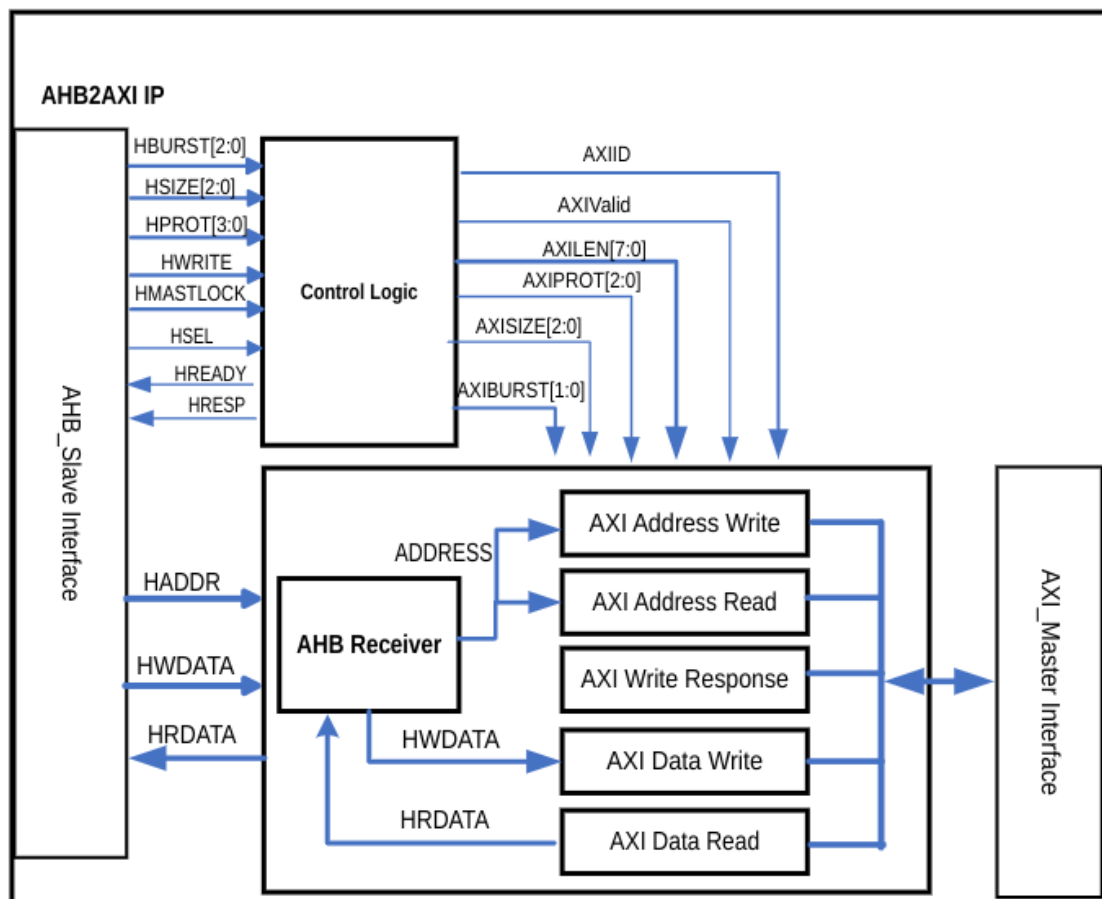 AHB2AXI IP
HBURST[2:0]
HSIZE[2:0]
HPROT[3:0]
HWRITE
HMASTLOCK
HSEL
HREADY
HRESP
AHB_Slave Interface
Control Logic
AXIID
AXIValid
AXILEN[7:0]
AXIPROT[2:0]
AXISIZE[2:0]
AXIBURST[1:0]
HADDR
HWDATA
HRDATA
AHB Receiver
ADDRESS
HWDATA
HRDATA
AXI Address Write
AXI Address Read
AXI Write Response
AXI Data Write
AXI Data Read
AXI_Master Interface